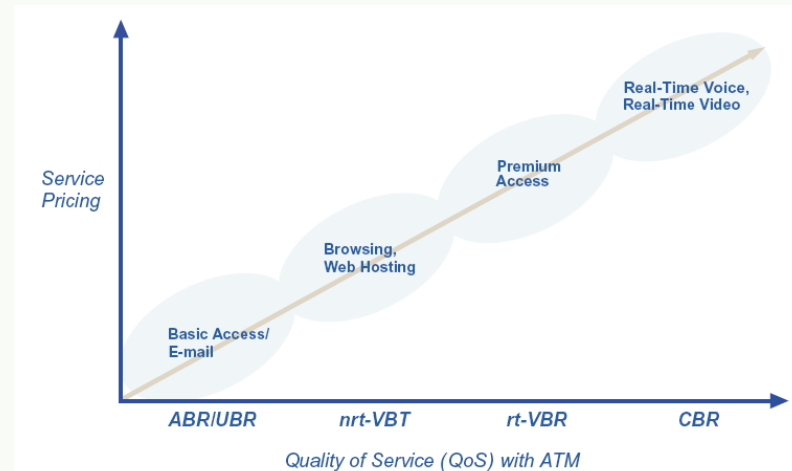 Real-Time Voice,
Real-Time Video
Service
Pricing
Premium
Access
Browsing,
Web Hosting
Basic Access/
E-mail
ABR/UBR nrt-VBT rt-VBR CBR
Quality of Service (QoS) with ATM